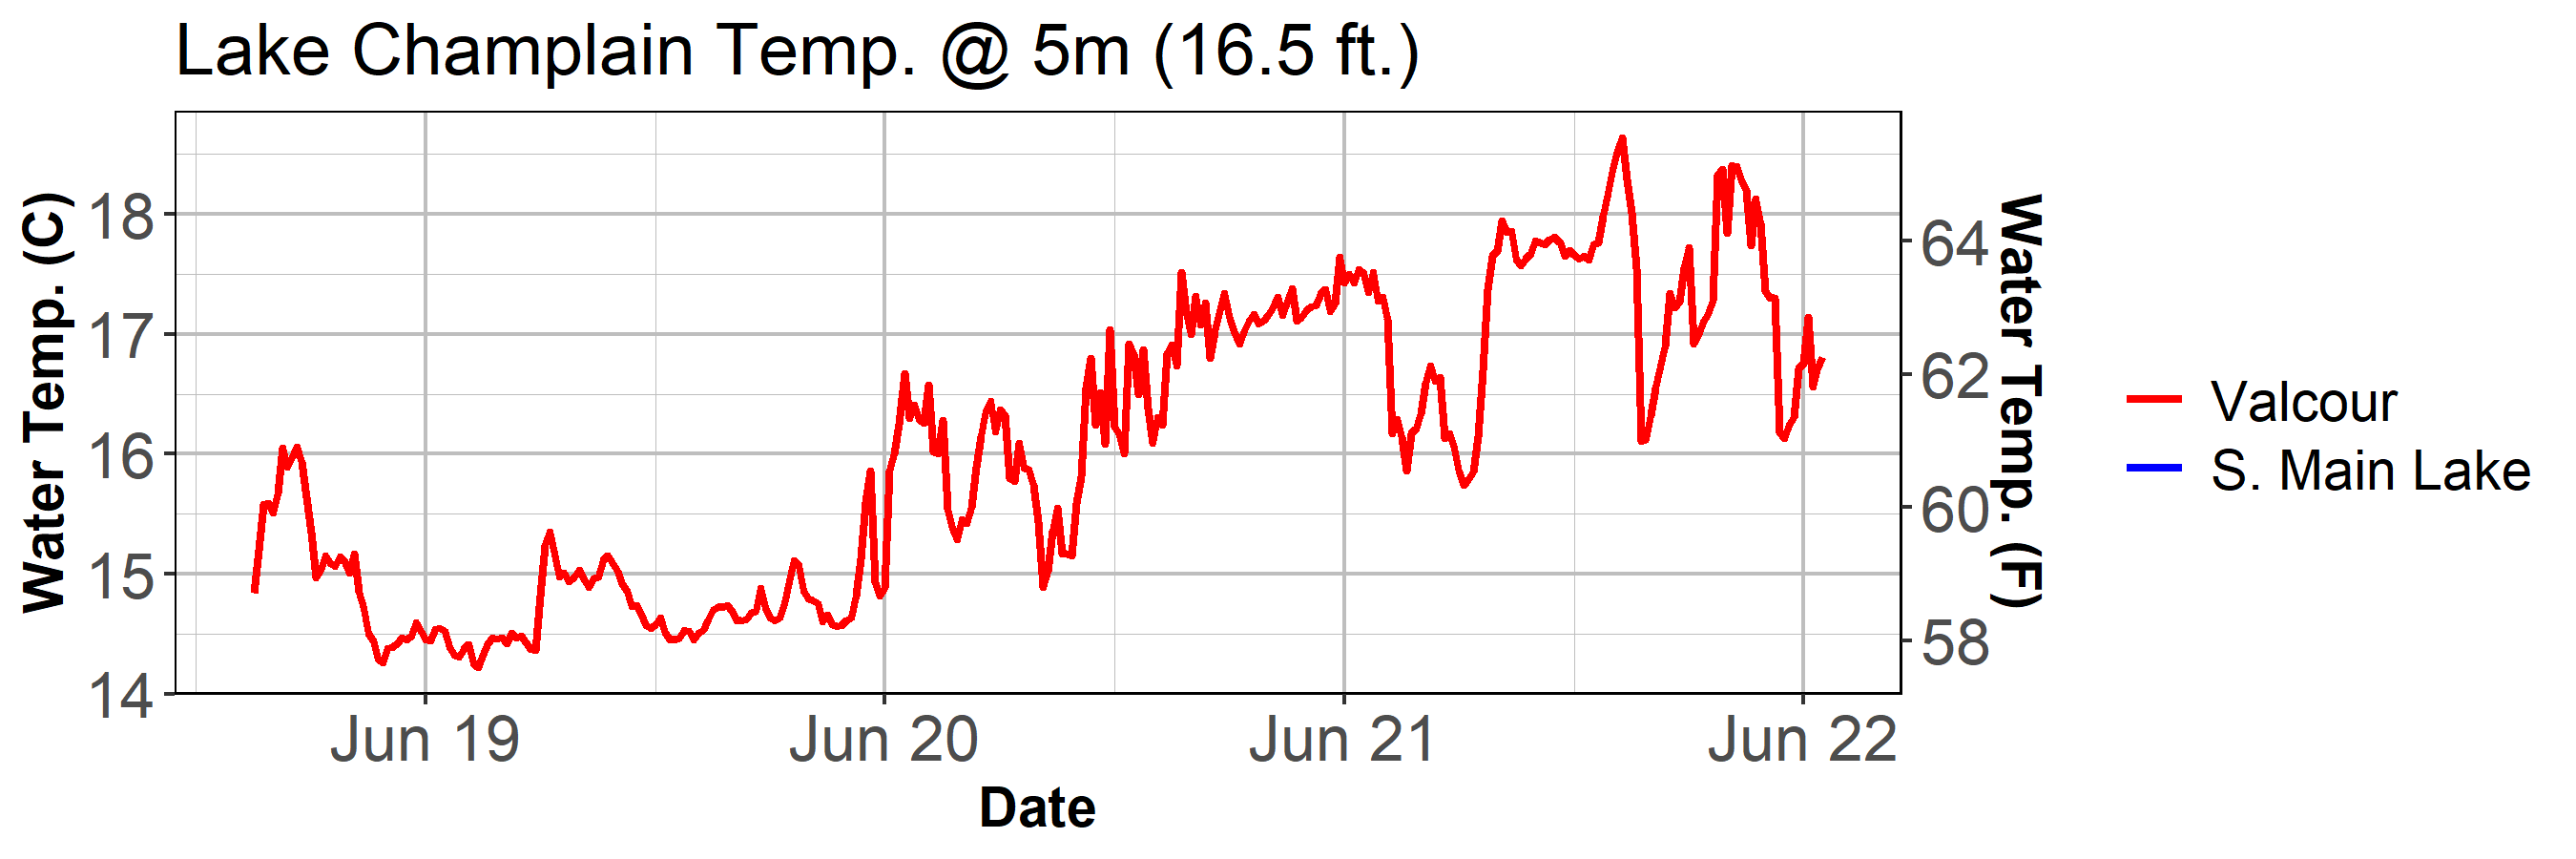 Lake Champlain Temp. @ 5m (16.5 ft.)
Water Temp. (C)
18
17
16
15
14
64
62
60
58
Water Temp. (F)
Jun 19
Jun 20
Jun 21
Jun 22
Date
Valcour
S. Main Lake